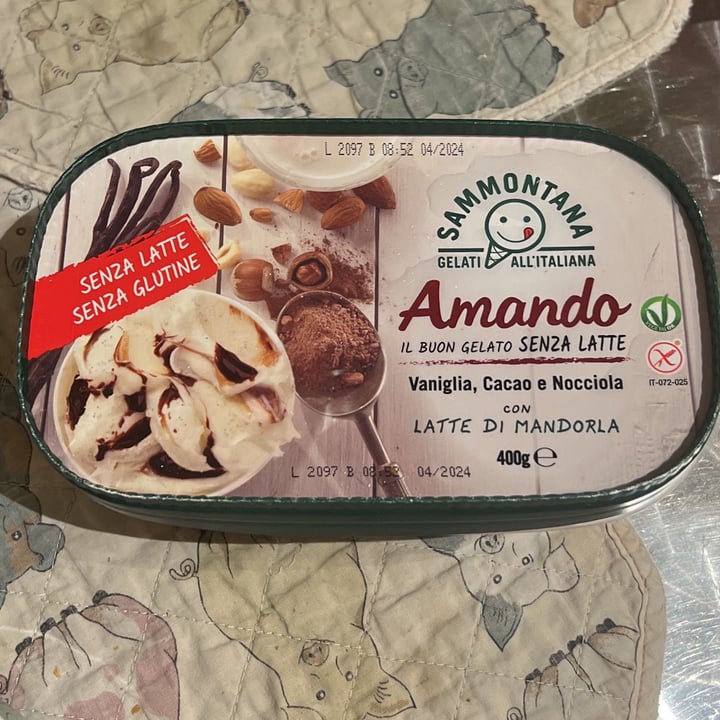 L 2097 B 08:52 04/2024
SAMMONTANA
GELATI ALL'ITALIANA
SENZA LATTE
SENZA GLUTINE
Amando
IL BUON GELATO SENZA LATTE
Vaniglia, Cacao e Nocciola
CON
LATTE DI MANDORLA
400g ℮
IT-072-025
L 2097 B 08:53 04/2024